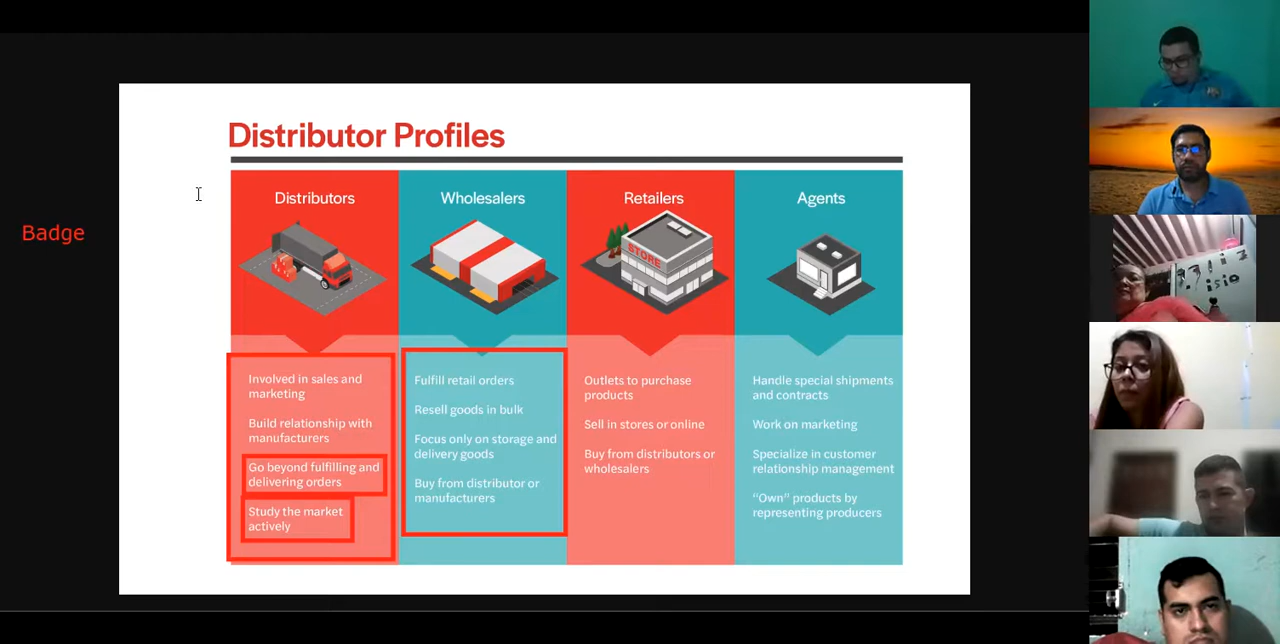 Distributor Profiles
Distributors
Wholesalers
Retailers
Agents
STORE
Badge
Involved in sales and
marketing
Build relationship with
manufacturers
Go beyond fulfilling and
delivering orders
Study the market
actively
Fulfill retail orders
Resell goods in bulk
Focus only on storage and
delivery goods
Buy from distributor or
manufacturers
Outlets to purchase
products
Sell in stores or online
Buy from distributors or
wholesalers
Handle special shipments
and contracts
Work on marketing
Specialize in customer
relationship management
“Own” products by
representing producers